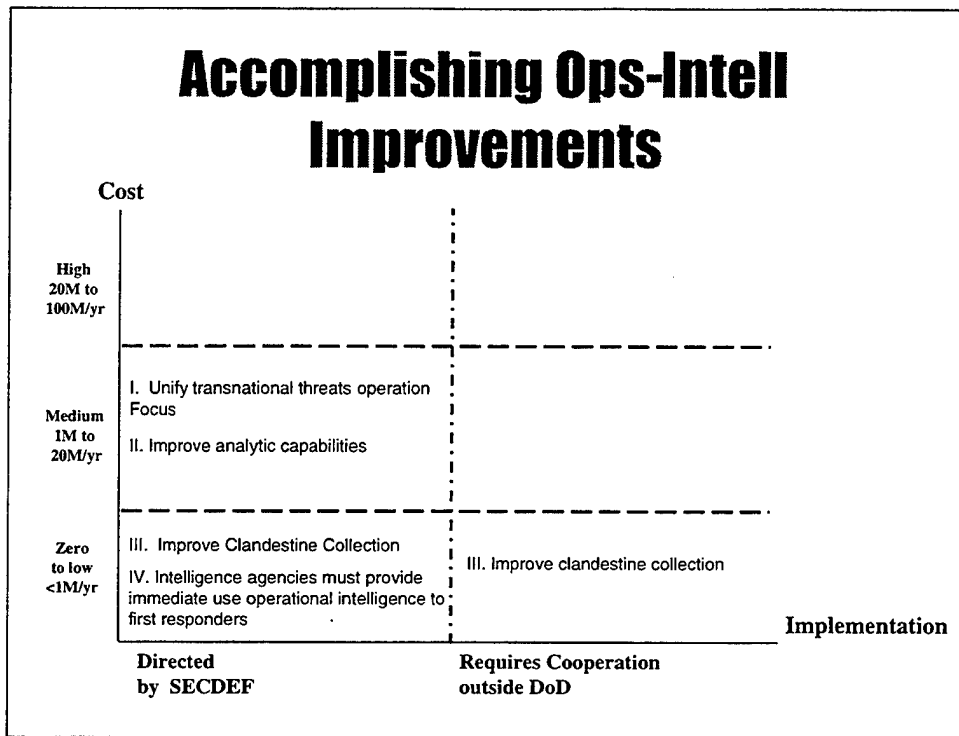 Accomplishing Ops-Intell
Improvements
Cost
High
20M to
100M/yr
I. Unify transnational threats operation
Focus
II. Improve analytic capabilities
Medium
1M to
20M/yr
III. Improve Clandestine Collection
IV. Intelligence agencies must provide
immediate use operational intelligence to
first responders
III. Improve clandestine collection
Zero
to low
<1M/yr
Implementation
Directed
by SECDEF
Requires Cooperation
outside DoD